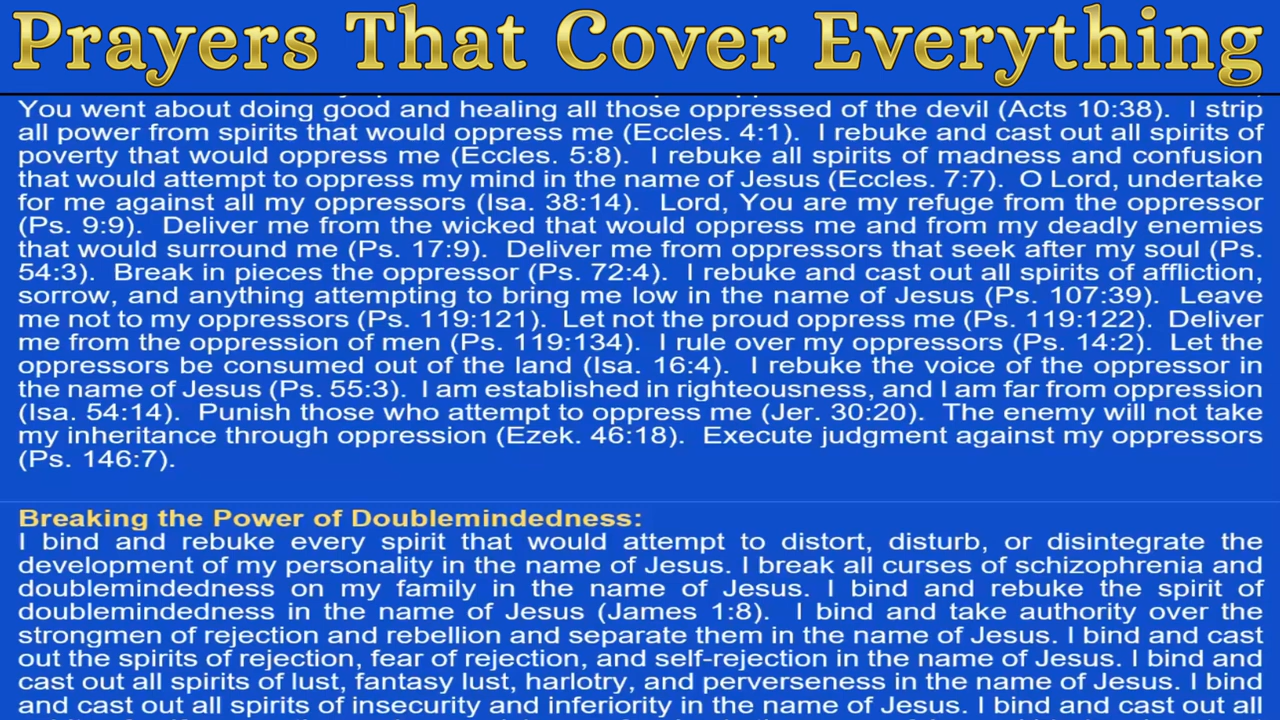 Prayers That Cover Everything
You went about doing good and healing all those oppressed of the devil (Acts 10:38). I strip
all power from spirits that would oppress me (Eccles. 4:1). I rebuke and cast out all spirits of
poverty that would oppress me (Eccles. 5:8). I rebuke all spirits of madness and confusion
that would attempt to oppress my mind in the name of Jesus (Eccles. 7:7). O Lord, undertake
for me against all my oppressors (Isa. 38:14). Lord, You are my refuge from the oppressor
(Ps. 9:9). Deliver me from the wicked that would oppress me and from my deadly enemies
that would surround me (Ps. 17:9). Deliver me from oppressors that seek after my soul (Ps.
54:3). Break in pieces the oppressor (Ps. 72:4). I rebuke and cast out all spirits of affliction,
sorrow, and anything attempting to bring me low in the name of Jesus (Ps. 107:39). Leave
me not to my oppressors (Ps. 119:121). Let not the proud oppress me (Ps. 119:122). Deliver
me from the oppression of men (Ps. 119:134). I rule over my oppressors (Ps. 14:2). Let the
oppressors be consumed out of the land (Isa. 16:4). I rebuke the voice of the oppressor in
the name of Jesus (Ps. 55:3). I am established in righteousness, and I am far from oppression
(Isa. 54:14). Punish those who attempt to oppress me (Jer. 30:20). The enemy will not take
my inheritance through oppression (Ezek. 46:18). Execute judgment against my oppressors
(Ps. 146:7).
Breaking the Power of Doublemindedness:
I bind and rebuke every spirit that would attempt to distort, disturb, or disintegrate the
development of my personality in the name of Jesus. I break all curses of schizophrenia and
doublemindedness on my family in the name of Jesus. I bind and rebuke the spirit of
doublemindedness in the name of Jesus (James 1:8). I bind and take authority over the
strongmen of rejection and rebellion and separate them in the name of Jesus. I bind and cast
out the spirits of rejection, fear of rejection, and self-rejection in the name of Jesus. I bind and
cast out all spirits of lust, fantasy lust, harlotry, and perverseness in the name of Jesus. I bind
and cast out all spirits of insecurity and inferiority in the name of Jesus. I bind and cast out all